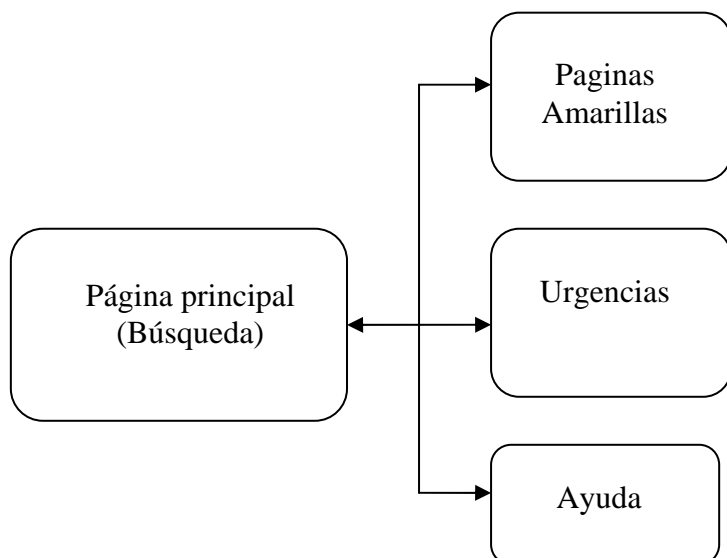 Paginas
Amarillas
Página principal
(Búsqueda)
Urgencias
Ayuda